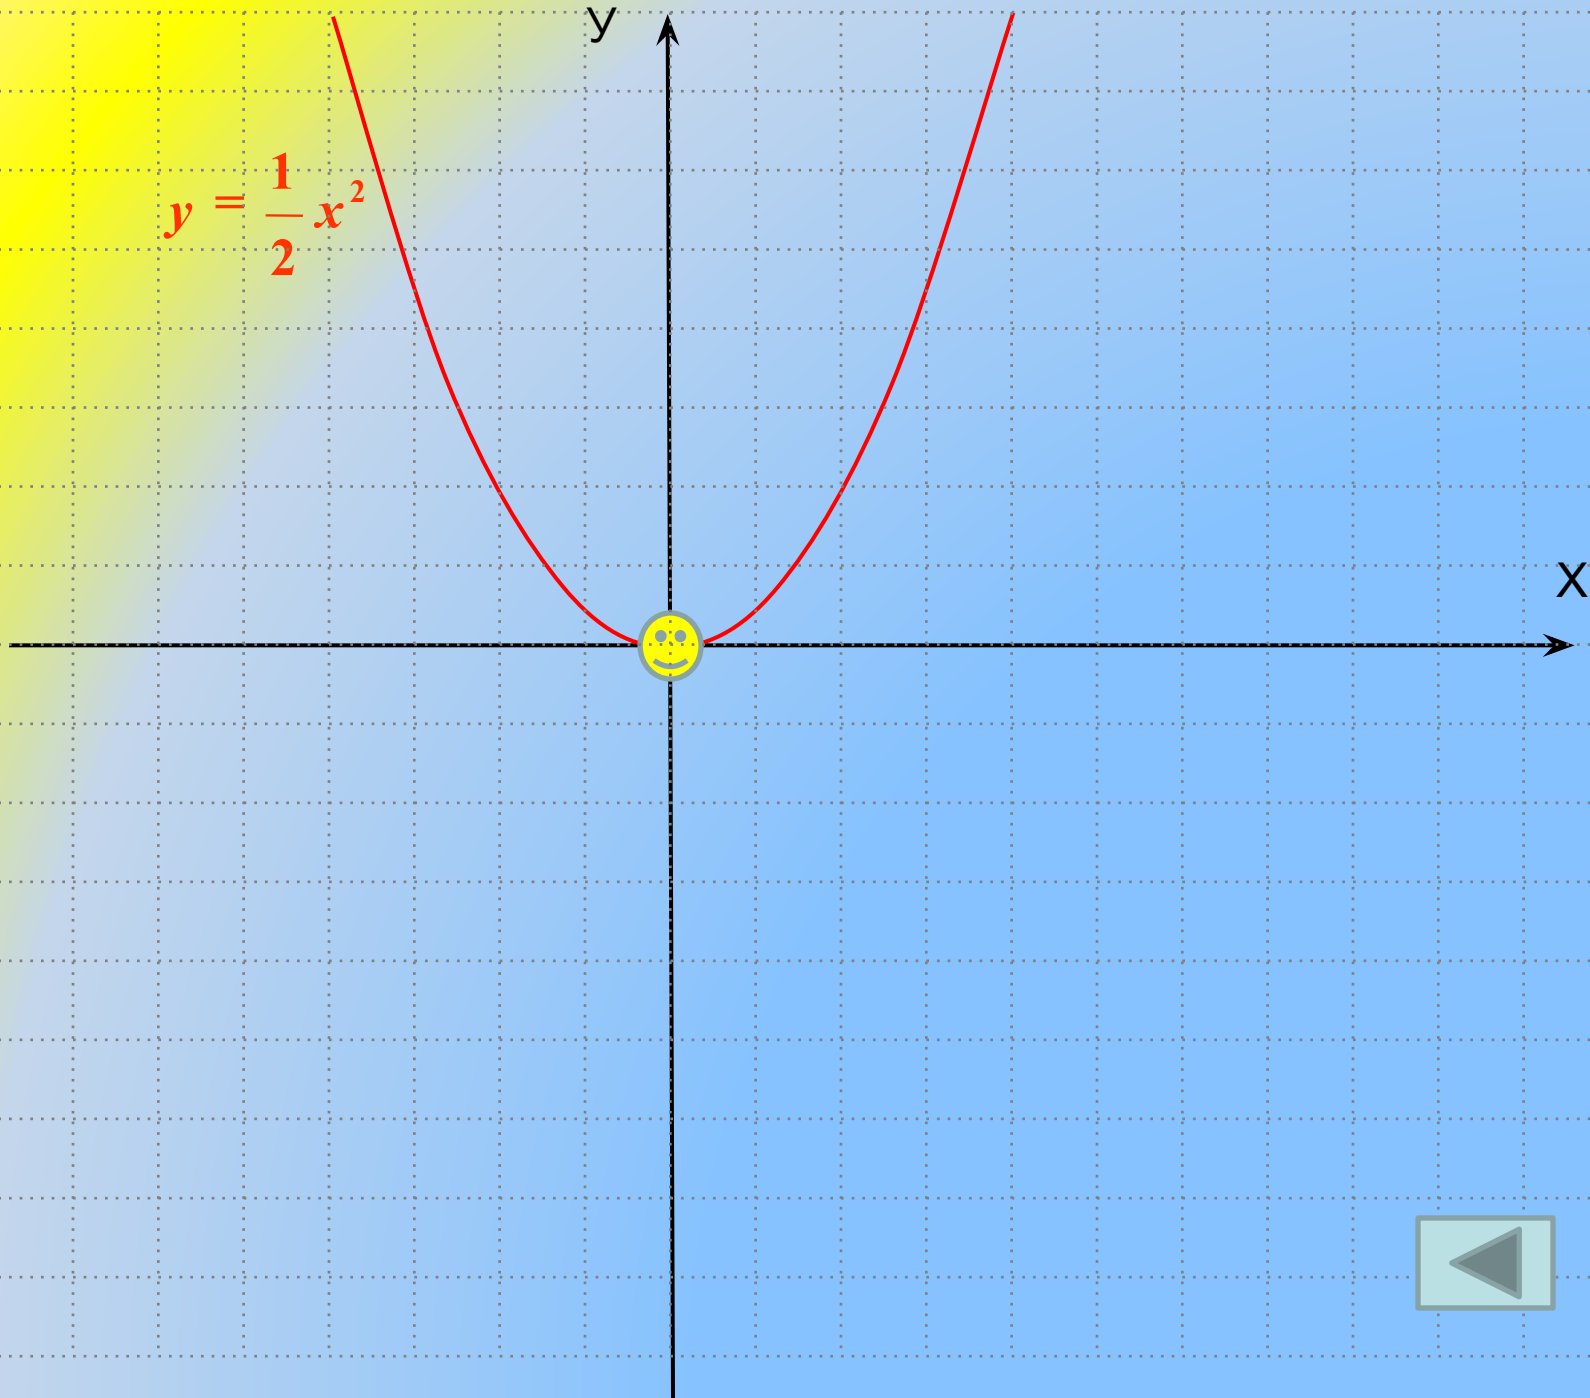 y
y = 1/2 x²
x